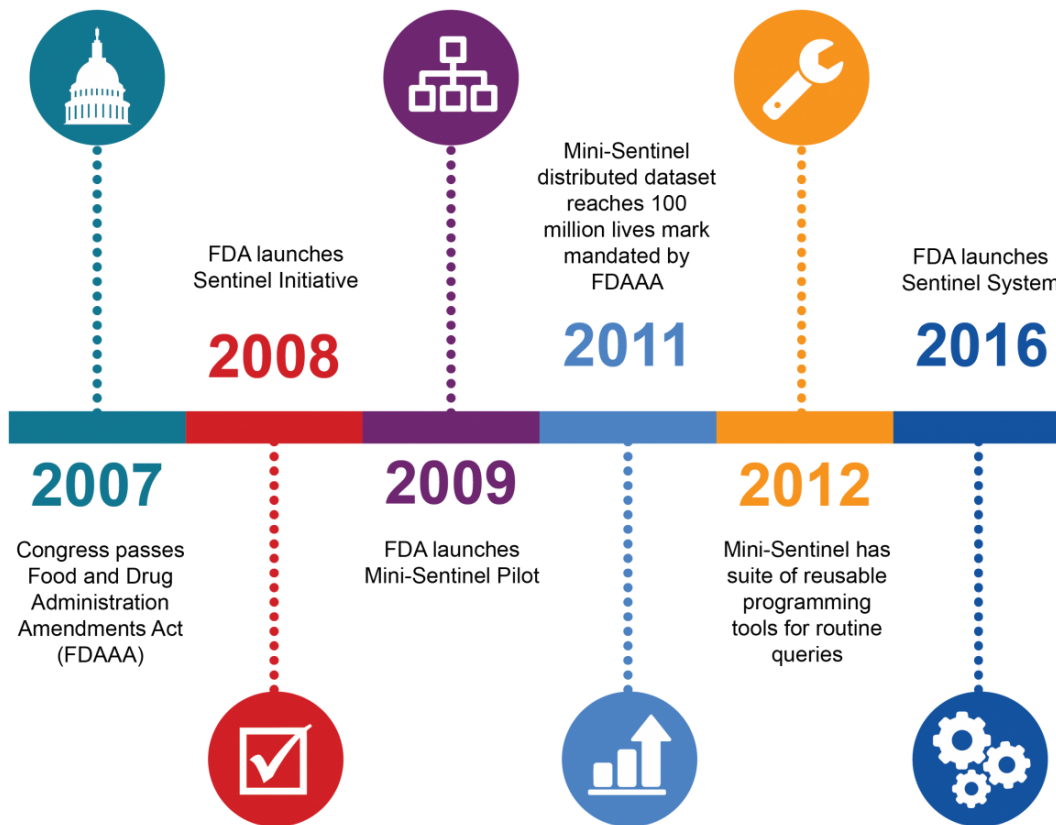 2007
Congress passes
Food and Drug
Administration
Amendments Act
(FDAAA)
FDA launches
Sentinel Initiative
2008
2009
FDA launches
Mini-Sentinel Pilot
Mini-Sentinel
distributed dataset
reaches 100
million lives mark
mandated by
FDAAA
2011
2012
Mini-Sentinel has
suite of reusable
programming
tools for routine
queries
FDA launches
Sentinel System
2016